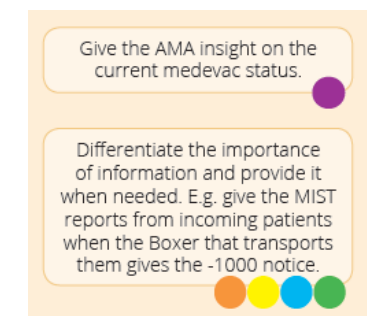 Give the AMA insight on the
current medevac status.
Differentiate the importance
of information and provide it
when needed. E.g. give the MIST
reports from incoming patients
when the Boxer that transports
them gives the -1000 notice.